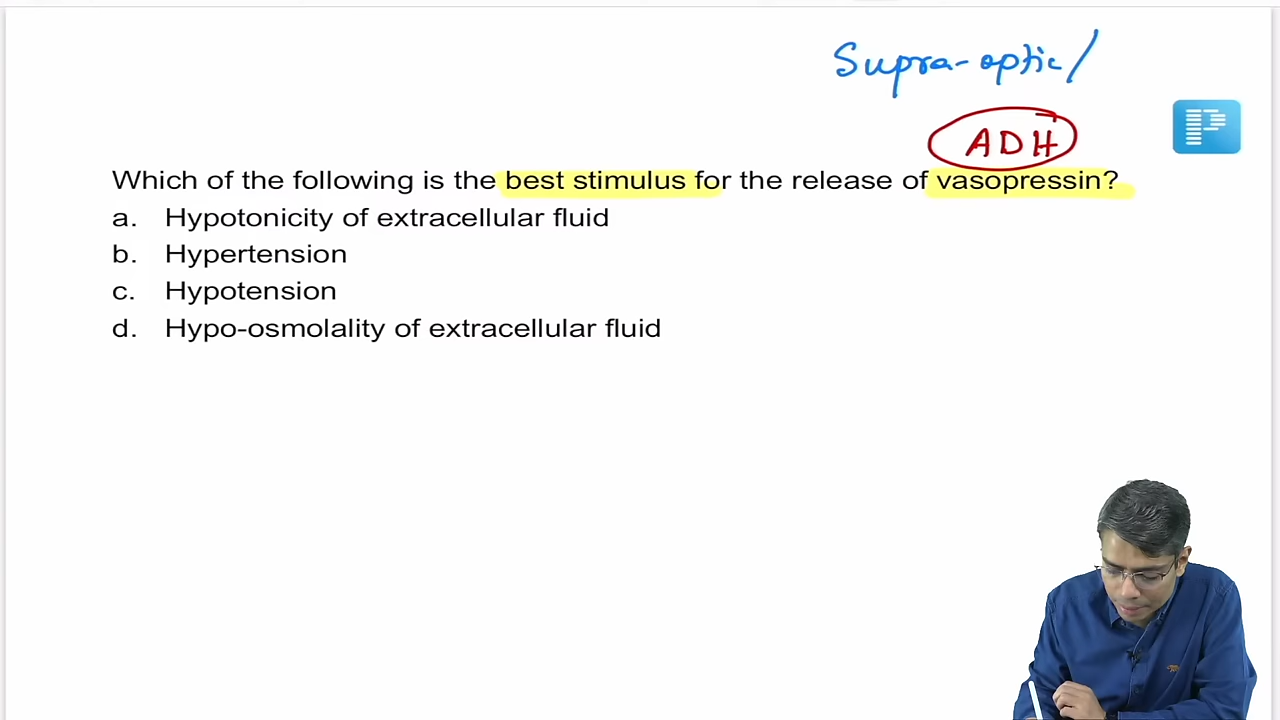 Supra-optic/
ADH
Which of the following is the best stimulus for the release of vasopressin?
a. Hypotonicity of extracellular fluid
b. Hypertension
c. Hypotension
d. Hypo-osmolality of extracellular fluid
P